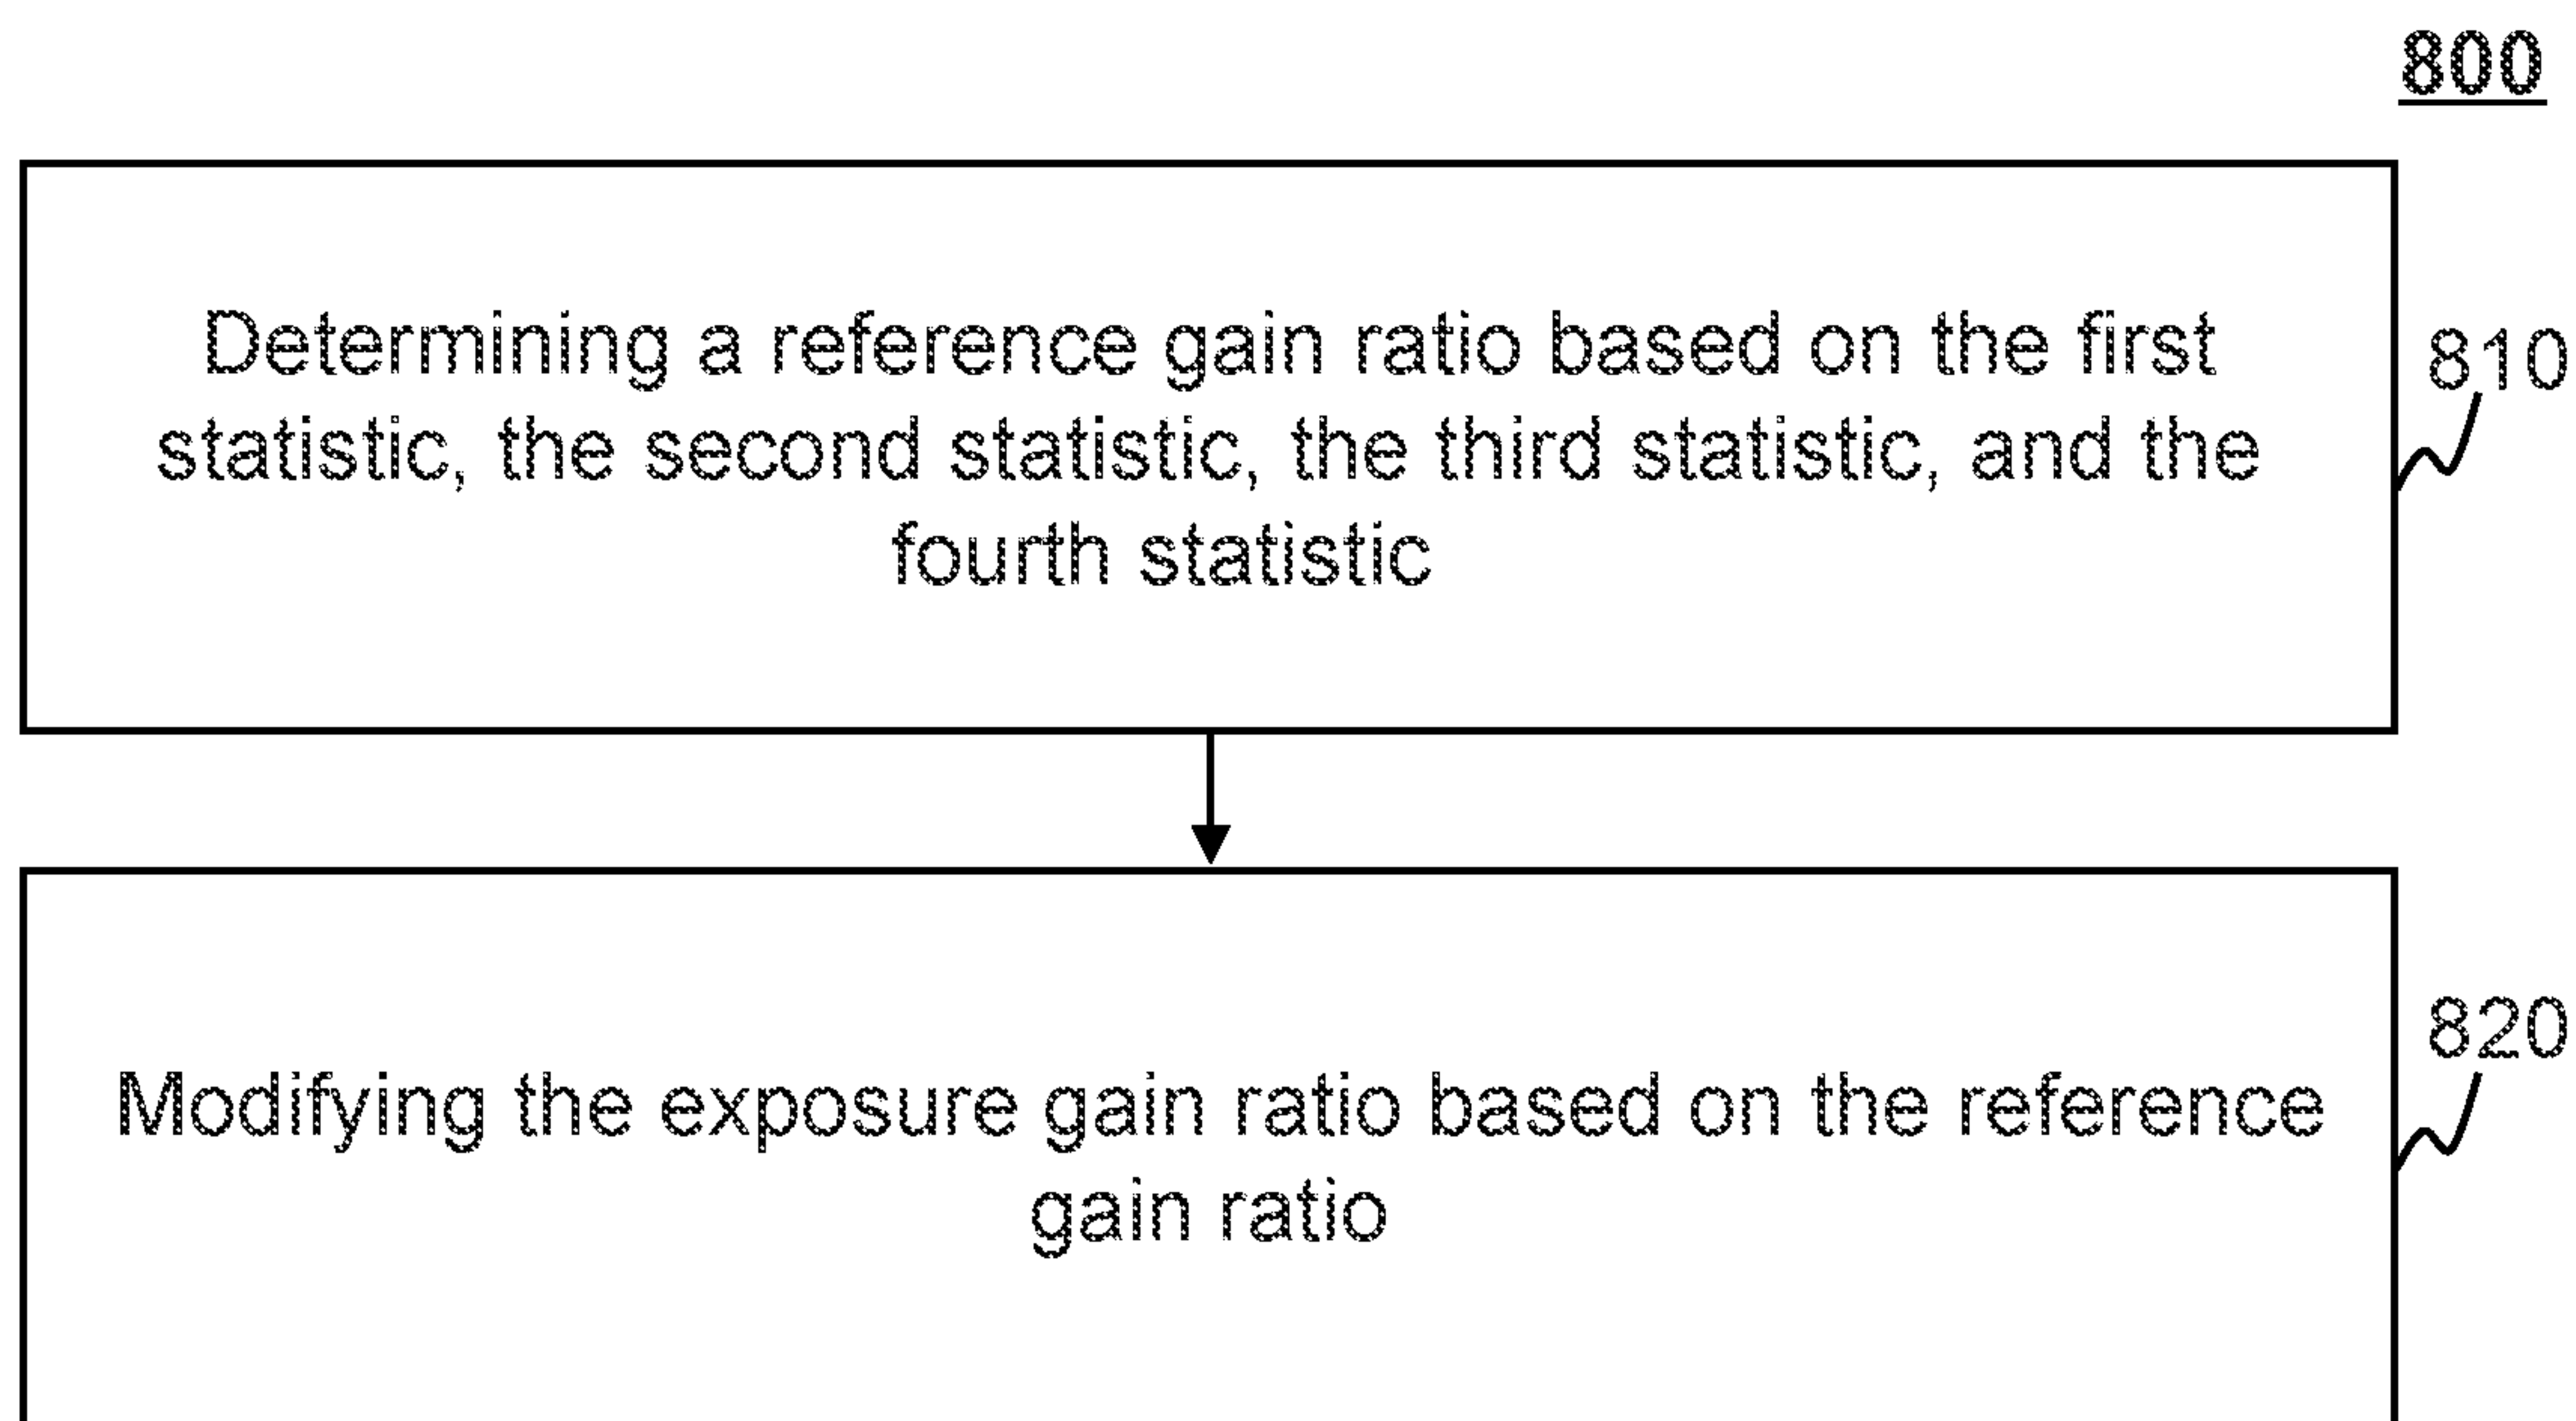 800
Determining a reference gain ratio based on the first
statistic, the second statistic, the third statistic, and the
fourth statistic
810
Modifying the exposure gain ratio based on the reference
gain ratio
820